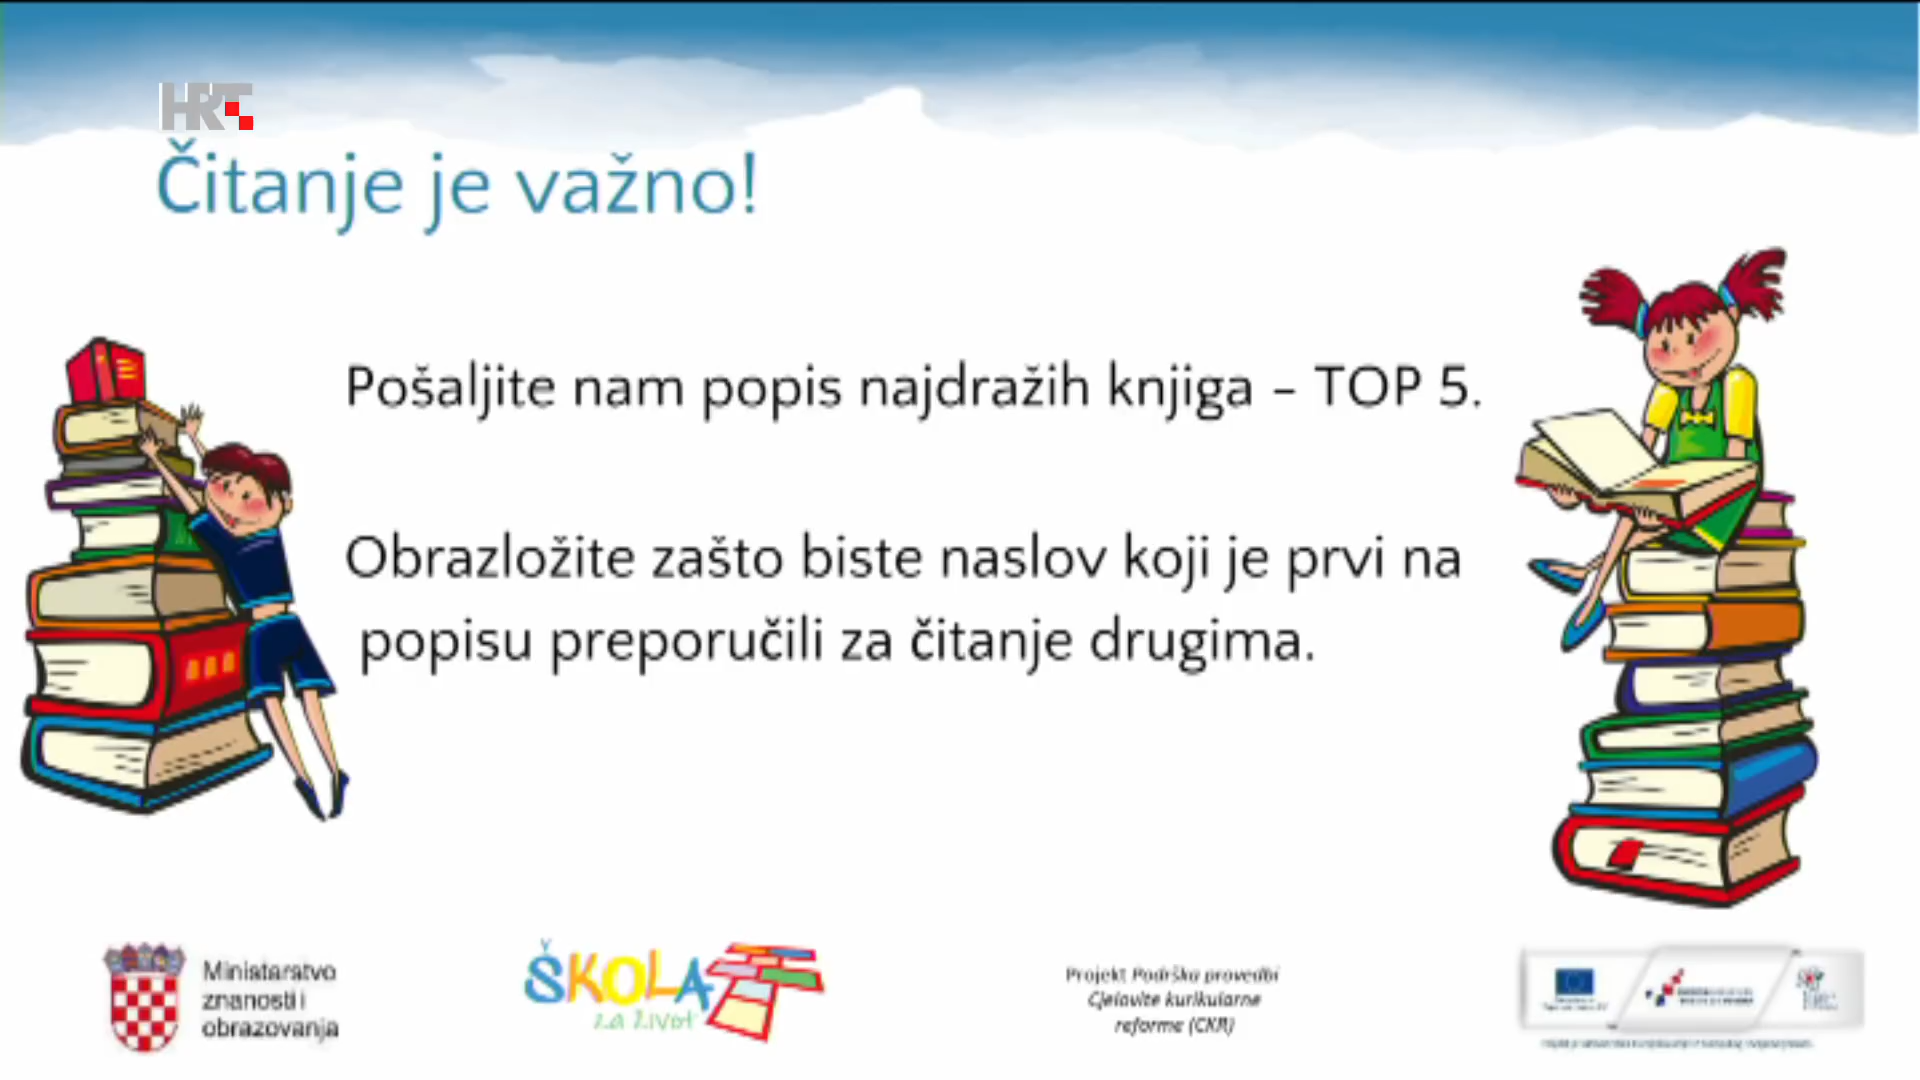 HRT
Čitanje je važno!
Pošaljite nam popis najdražih knjiga – TOP 5.
Obrazložite zašto biste naslov koji je prvi na
popisu preporučili za čitanje drugima.
Ministarstvo
znanosti i
obrazovanja
ŠKOLA
za život
Projekt Podrška provedbi
Cjelovite kurikularne
reforme (CKR)